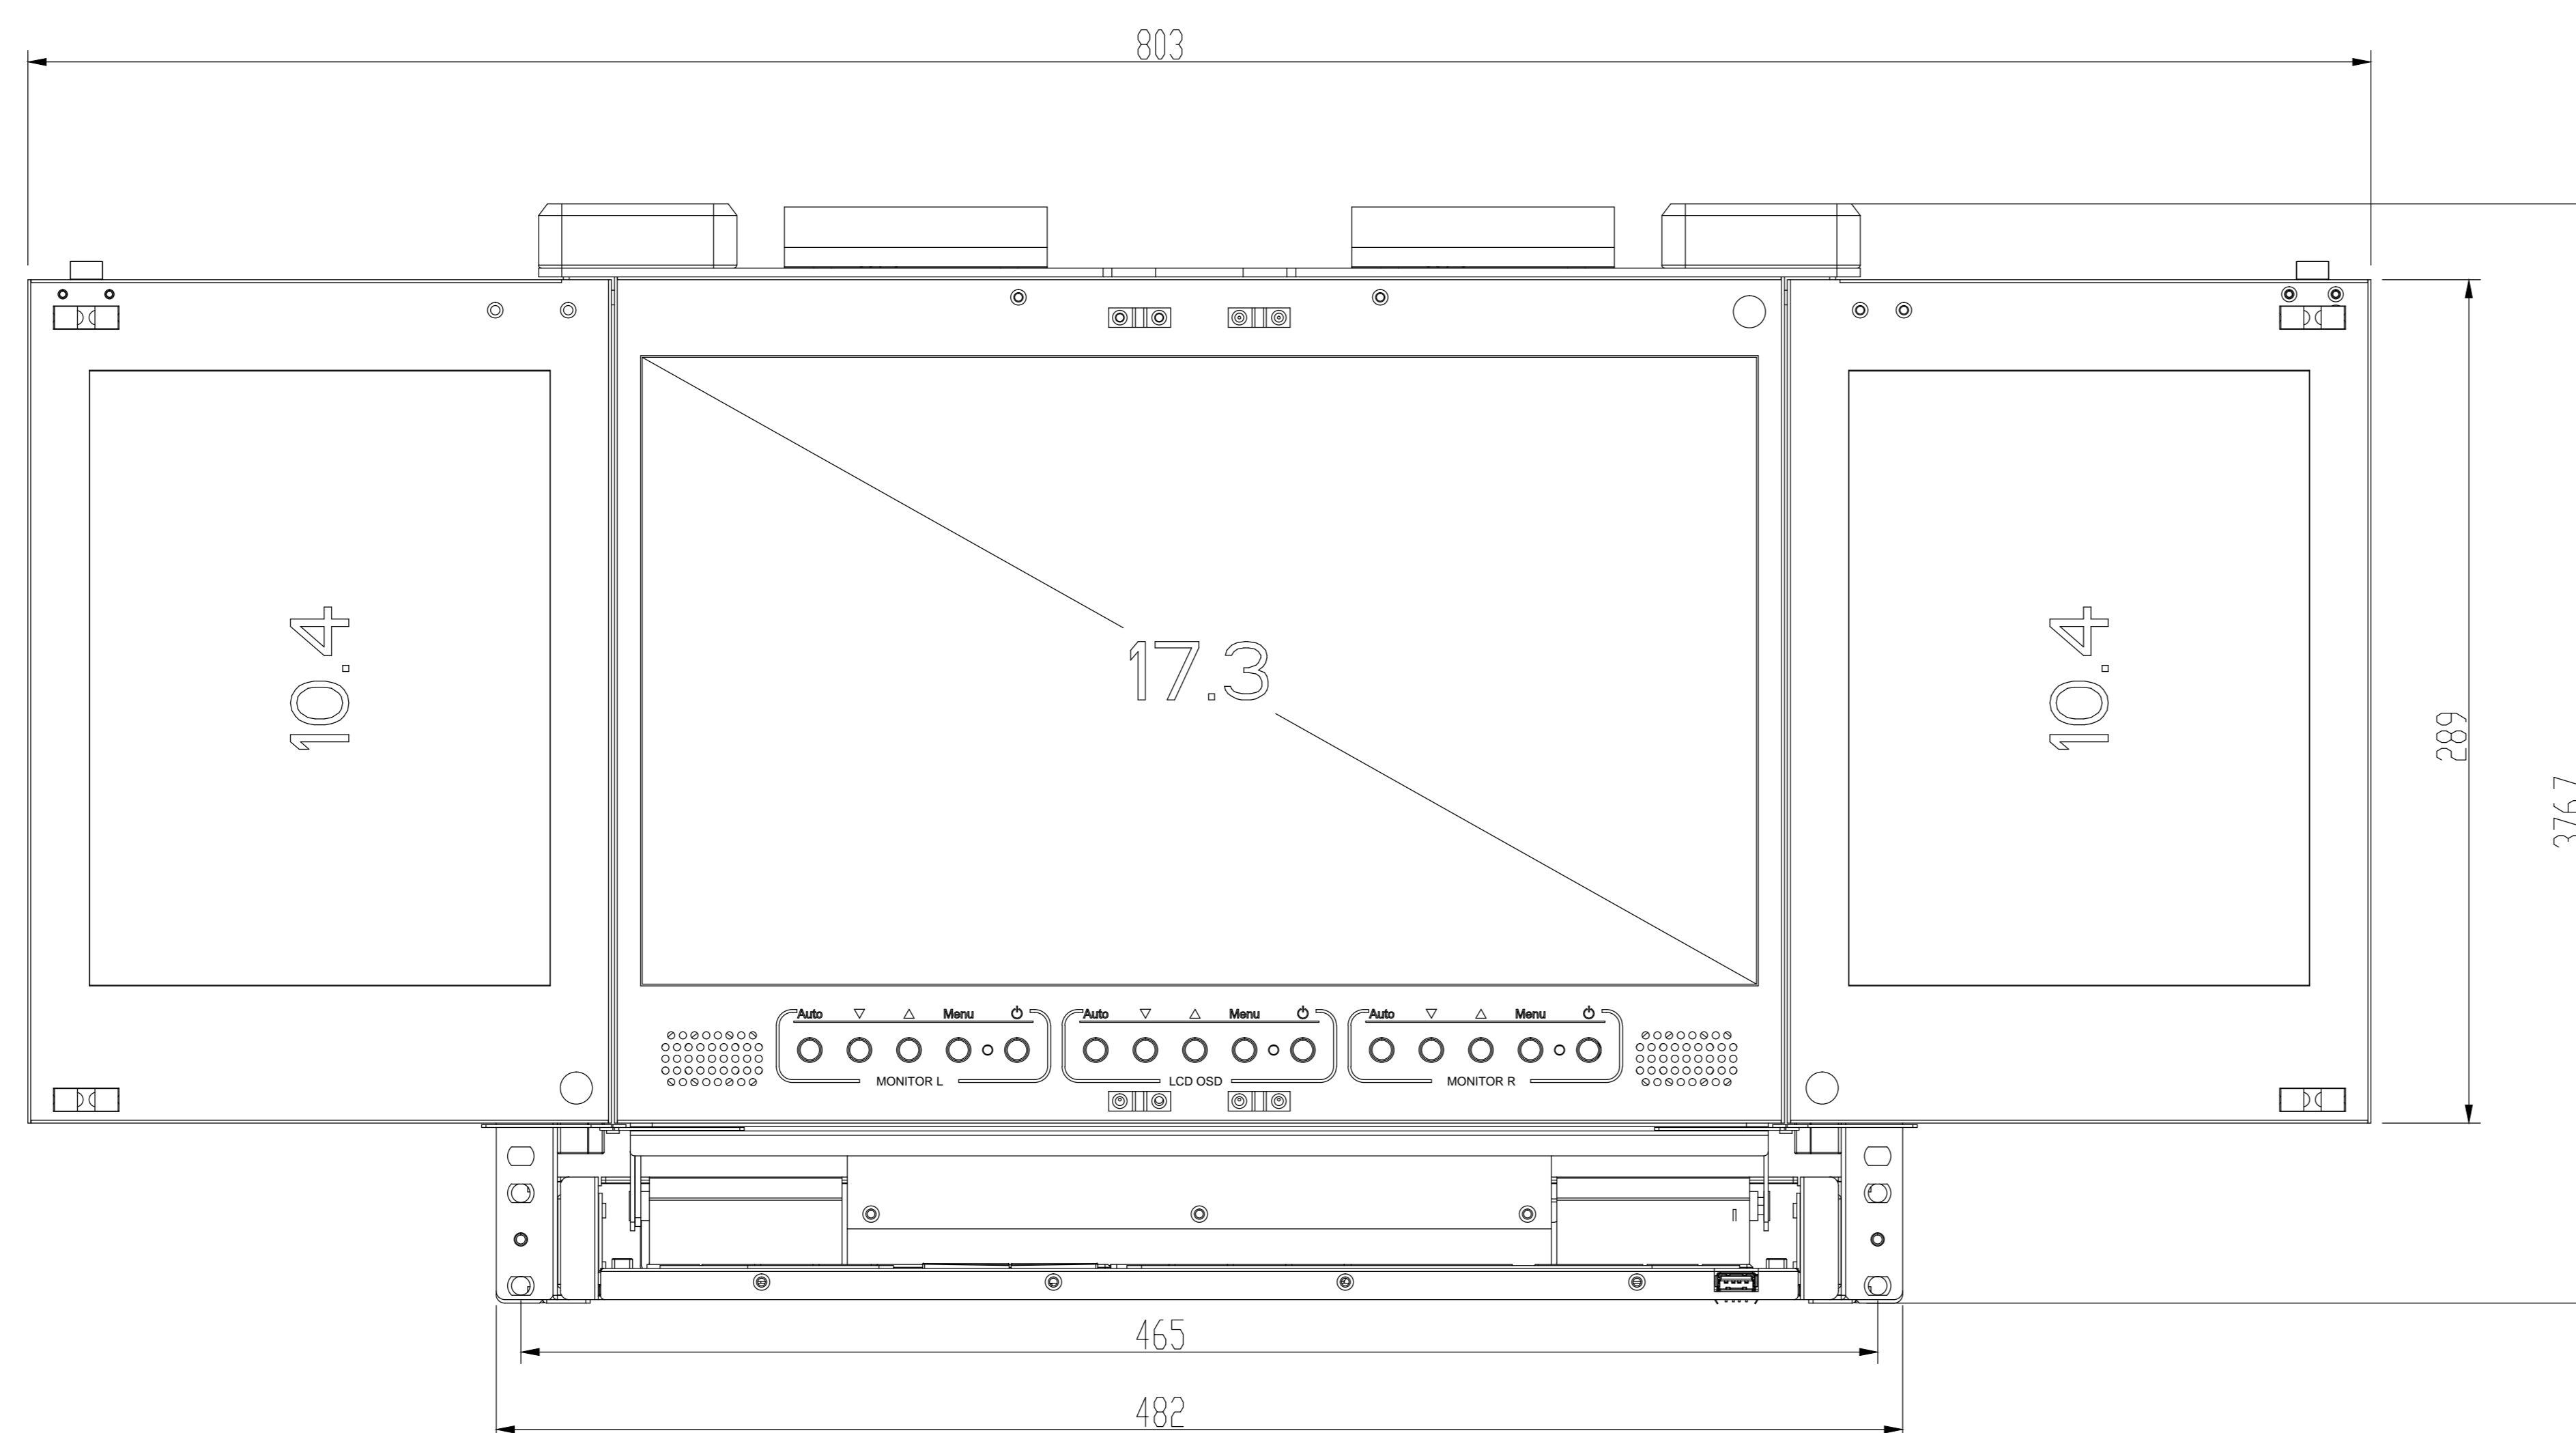 803
10.4
17.3
10.4
289
376.7
Auto ▽ △ Menu ⏻
MONITOR L
Auto ▽ △ Menu ⏻
LCD OSD
Auto ▽ △ Menu ⏻
MONITOR R
465
482